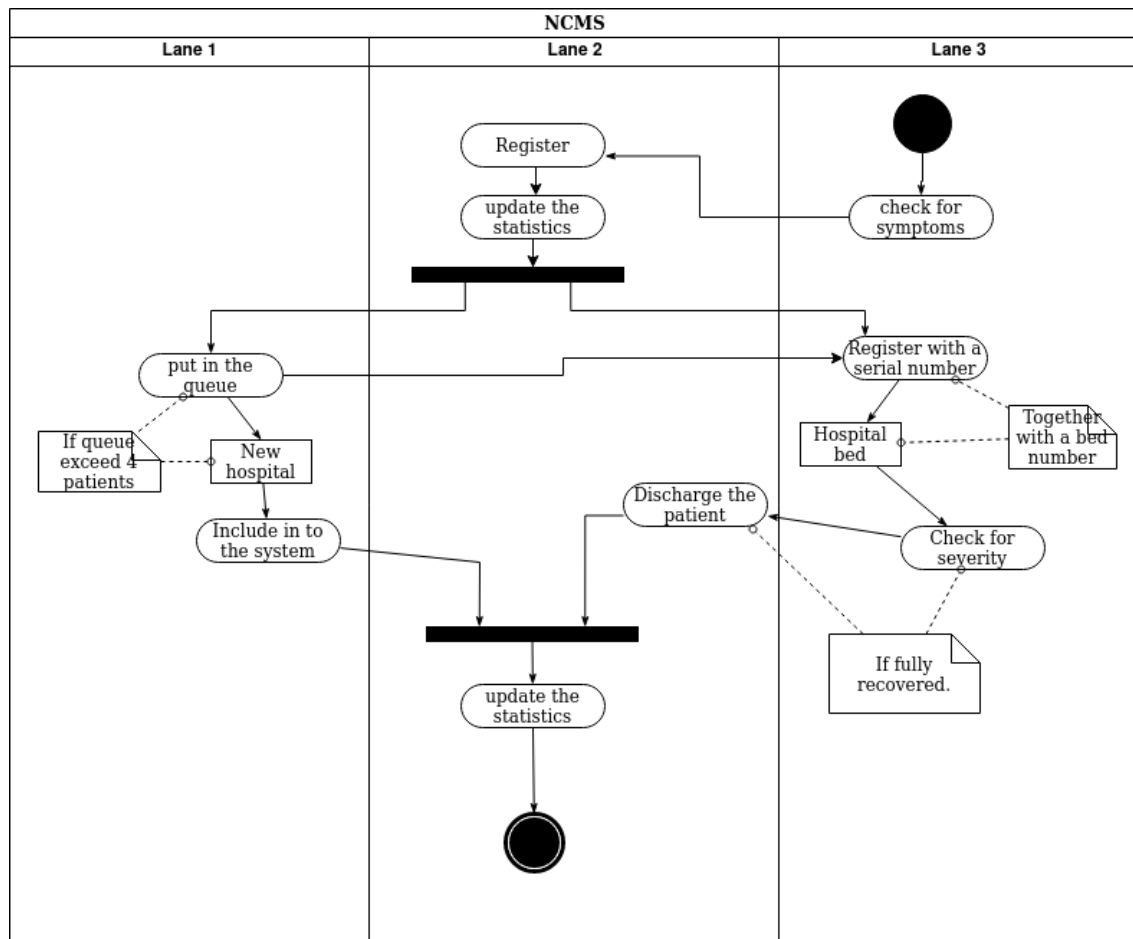 NCMS
Lane 1
Lane 2
Lane 3
Register
update the
statistics
check for
symptoms
put in the
queue
Register with a
serial number
If queue
exceed 4
patients
New
hospital
Hospital
bed
Together
with a bed
number
Include in to
the system
Discharge the
patient
Check for
severity
If fully
recovered.
update the
statistics